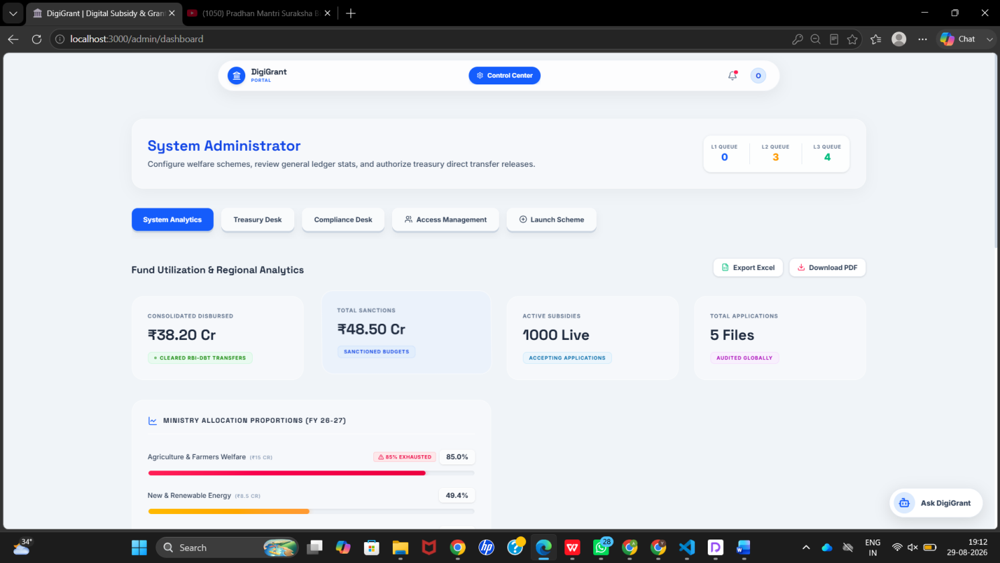 DigiGrant | Digital Subsidy & Gran
(1050) Pradhan Mantri Suraksha B
localhost:3000/admin/dashboard
Chat
DigiGrant
PORTAL
Control Center
O
System Administrator
Configure welfare schemes, review general ledger stats, and authorize treasury direct transfer releases.
L1 QUEUE
0
L2 QUEUE
3
L3 QUEUE
4
System Analytics
Treasury Desk
Compliance Desk
Access Management
Launch Scheme
Fund Utilization & Regional Analytics
Export Excel
Download PDF
CONSOLIDATED DISBURSED
₹38.20 Cr
CLEARED RBI-DBT TRANSFERS
TOTAL SANCTIONS
₹48.50 Cr
SANCTIONED BUDGETS
ACTIVE SUBSIDIES
1000 Live
ACCEPTING APPLICATIONS
TOTAL APPLICATIONS
5 Files
AUDITED GLOBALLY
MINISTRY ALLOCATION PROPORTIONS (FY 26-27)
Agriculture & Farmers Welfare (₹15 CR)
85% EXHAUSTED
85.0%
New & Renewable Energy (₹8.5 CR)
49.4%
Ask DigiGrant
34°
Search
28
ENG
IN
19:12
29-08-2026